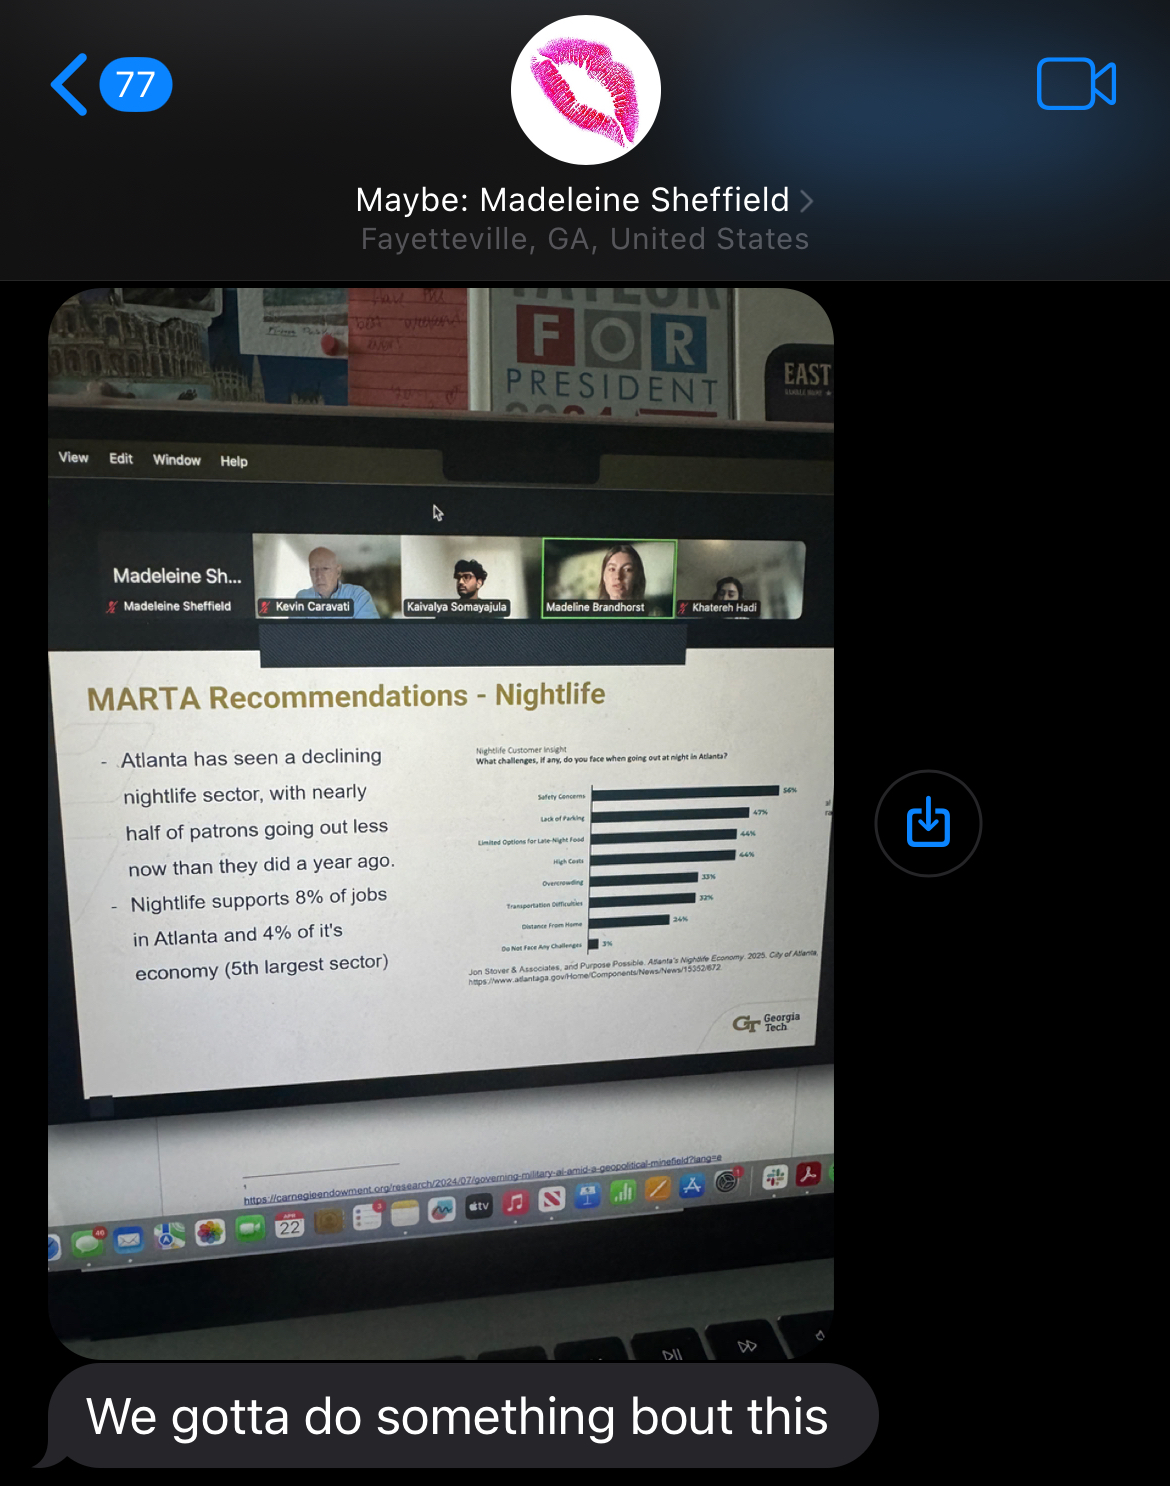 77
Maybe: Madeleine Sheffield
Fayetteville, GA, United States
TAYLOR
FOR
PRESIDENT
EAST
View Edit Window Help
Madeleine Sh...
Madeleine Sheffield
Kevin Caravati
Kaivalya Somayajula
Madeline Brandhorst
Khatereh Hadi
MARTA Recommendations - Nightlife
- Atlanta has seen a declining
nightlife sector, with nearly
half of patrons going out less
now than they did a year ago.
- Nightlife supports 8% of jobs
in Atlanta and 4% of it's
economy (5th largest sector)
Nightlife Customer Insight
What challenges, if any, do you face when going out at night in Atlanta?
Safety Concerns 56%
Lack of Parking 47%
Limited Options for Late-Night Food 44%
High Costs 44%
Overcrowding 33%
Transportation Difficulties 32%
Distance From Home 24%
Do Not Face Any Challenges 3%
Jon Stover & Associates, and Purpose Possible. Atlanta's Nightlife Economy. 2025. City of Atlanta,
https://www.atlantaga.gov/Home/Components/News/News/15352/672
GT Georgia
Tech
1
https://carnegieendowment.org/research/2024/07/governing-military-ai-amid-a-geopolitical-minefield?lang=e
46
APR
22
3
tv
1
We gotta do something bout this